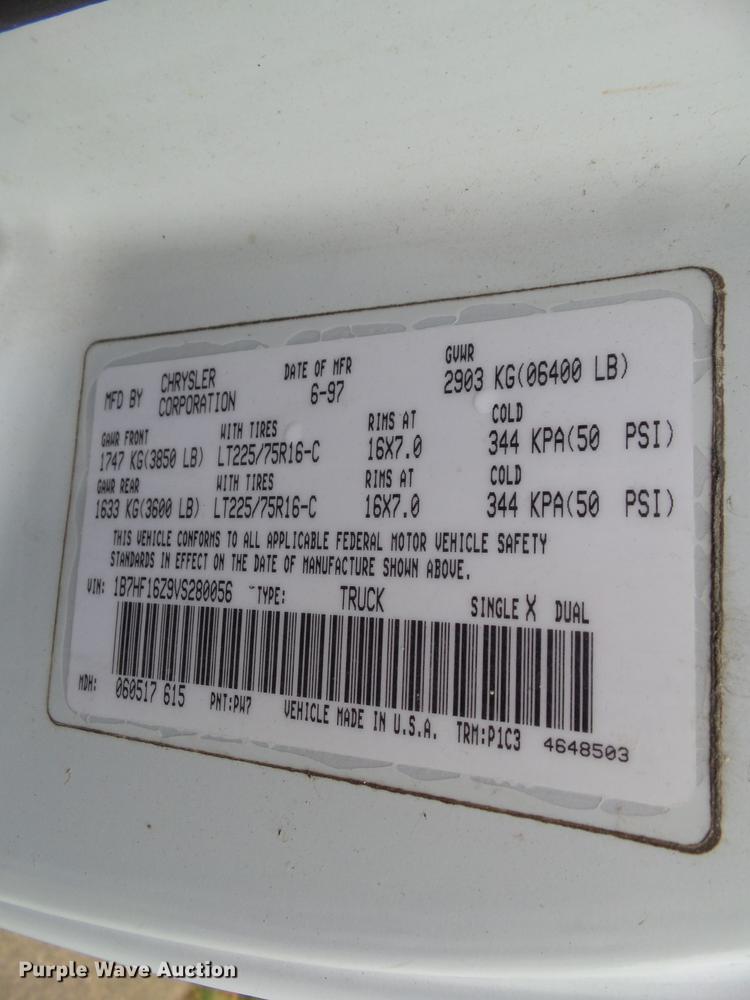 MFD BY CHRYSLER CORPORATION DATE OF MFR 6-97 GVWR 2903 KG(06400 LB)
GAWR FRONT WITH TIRES RIMS AT COLD
1747 KG(3850 LB) LT225/75R16-C 16X7.0 344 KPA(50 PSI)
GAWR REAR WITH TIRES RIMS AT COLD
1633 KG(3600 LB) LT225/75R16-C 16X7.0 344 KPA(50 PSI)
THIS VEHICLE CONFORMS TO ALL APPLICABLE FEDERAL MOTOR VEHICLE SAFETY
STANDARDS IN EFFECT ON THE DATE OF MANUFACTURE SHOWN ABOVE.
VIN: 1B7HF16Z9VS280056 TYPE: TRUCK SINGLE X DUAL
MDH: 060517 615 PNT:PW7 VEHICLE MADE IN U.S.A. TRM:P1C3 4648503
Purple Wave Auction